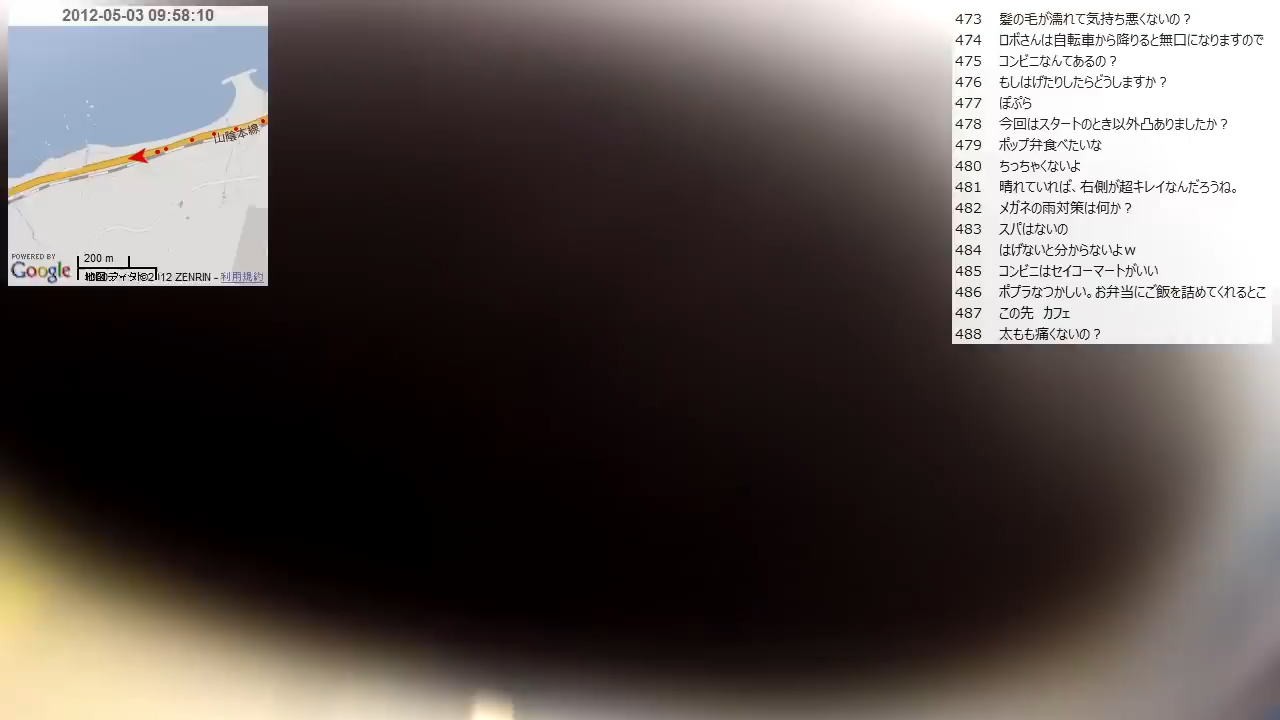 2012-05-03 09:58:10
山陰本線
200 m
POWERED BY
Google
地図データ ©2012 ZENRIN - 利用規約
473 髪の毛が濡れて気持ち悪くないの？
474 ロボさんは自転車から降りると無口になりますので
475 コンビニなんてあるの？
476 もしはげたりしたらどうしますか？
477 ぽぷら
478 今回はスタートのとき以外凸ありましたか？
479 ポップ弁食べたいな
480 ちっちゃくないよ
481 晴れていれば、右側が超キレイなんだろうね。
482 メガネの雨対策は何か？
483 スパはないの
484 はげないと分からないよｗ
485 コンビニはセイコーマートがいい
486 ポプラなつかしい。お弁当にご飯を詰めてくれるとこ
487 この先　カフェ
488 太もも痛くないの？